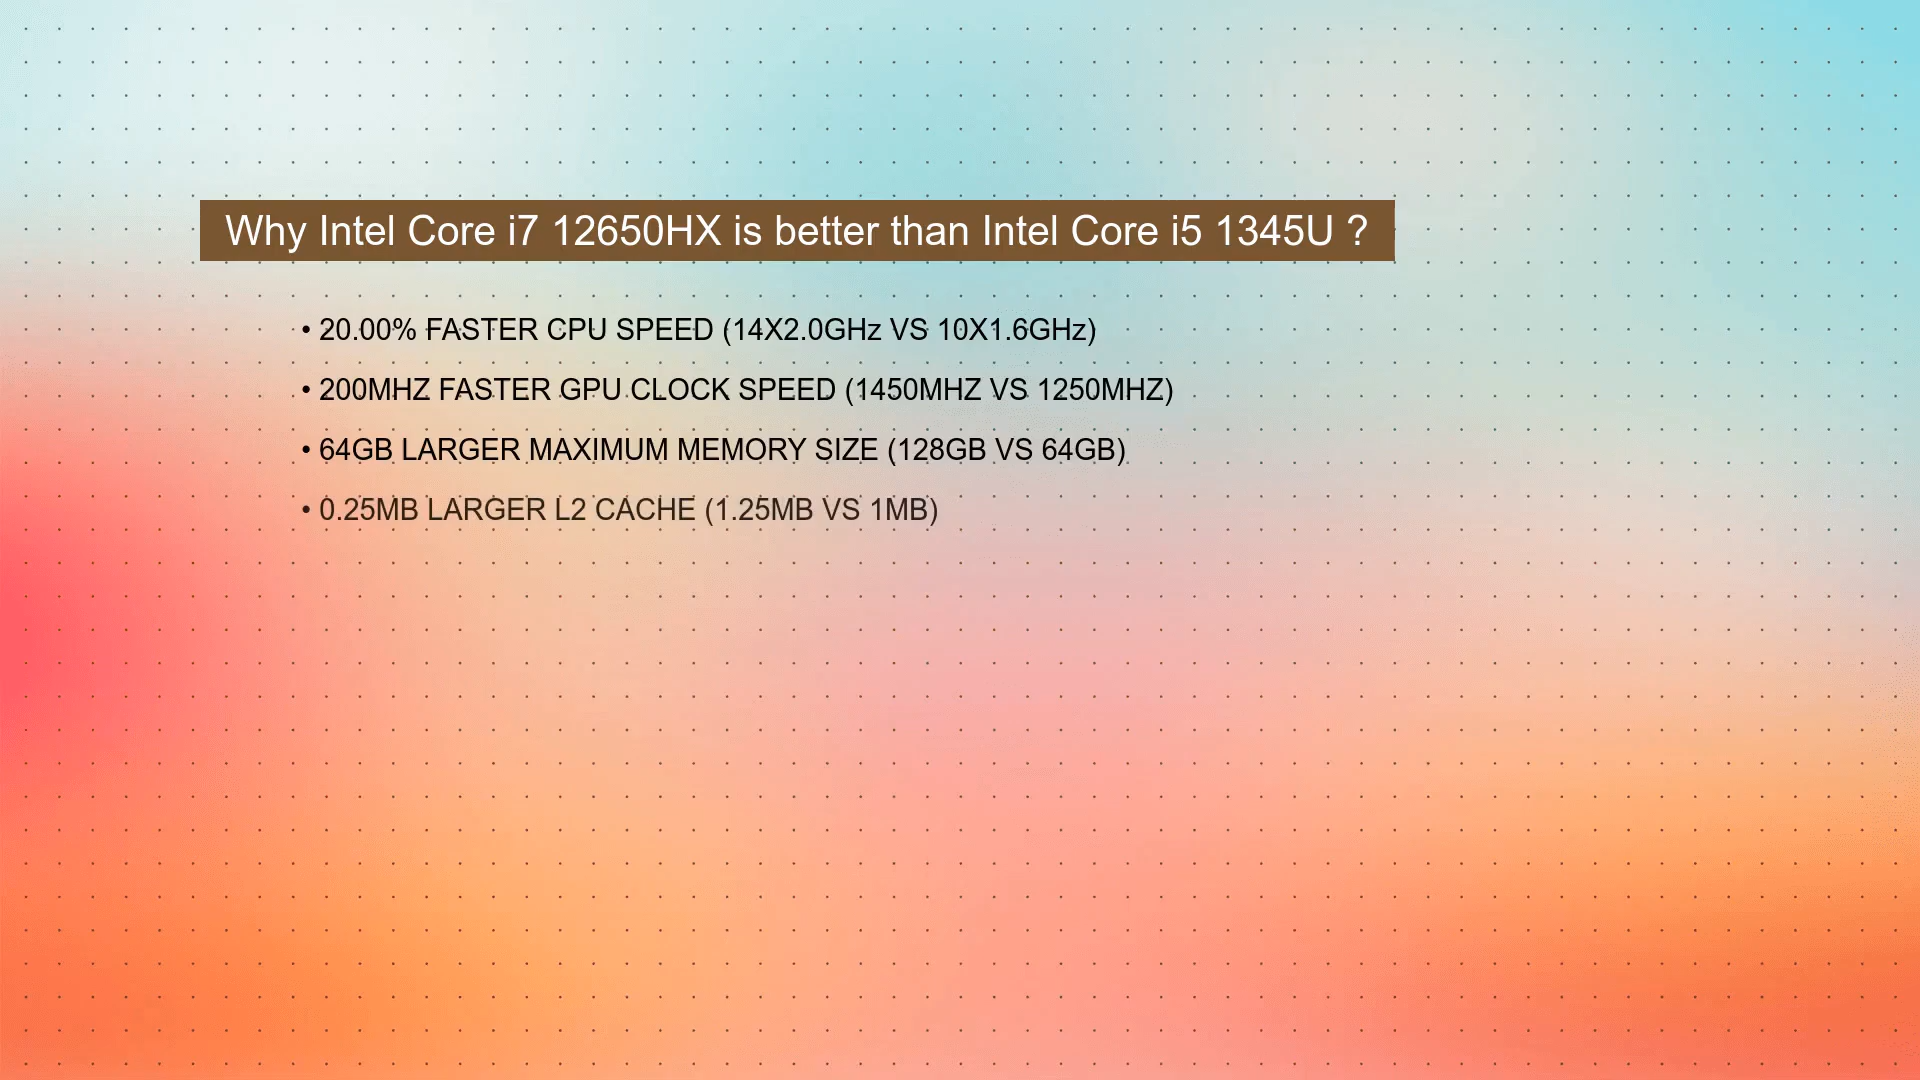 Why Intel Core i7 12650HX is better than Intel Core i5 1345U ?
• 20.00% FASTER CPU SPEED (14X2.0GHz VS 10X1.6GHz)
• 200MHZ FASTER GPU CLOCK SPEED (1450MHZ VS 1250MHZ)
• 64GB LARGER MAXIMUM MEMORY SIZE (128GB VS 64GB)
• 0.25MB LARGER L2 CACHE (1.25MB VS 1MB)